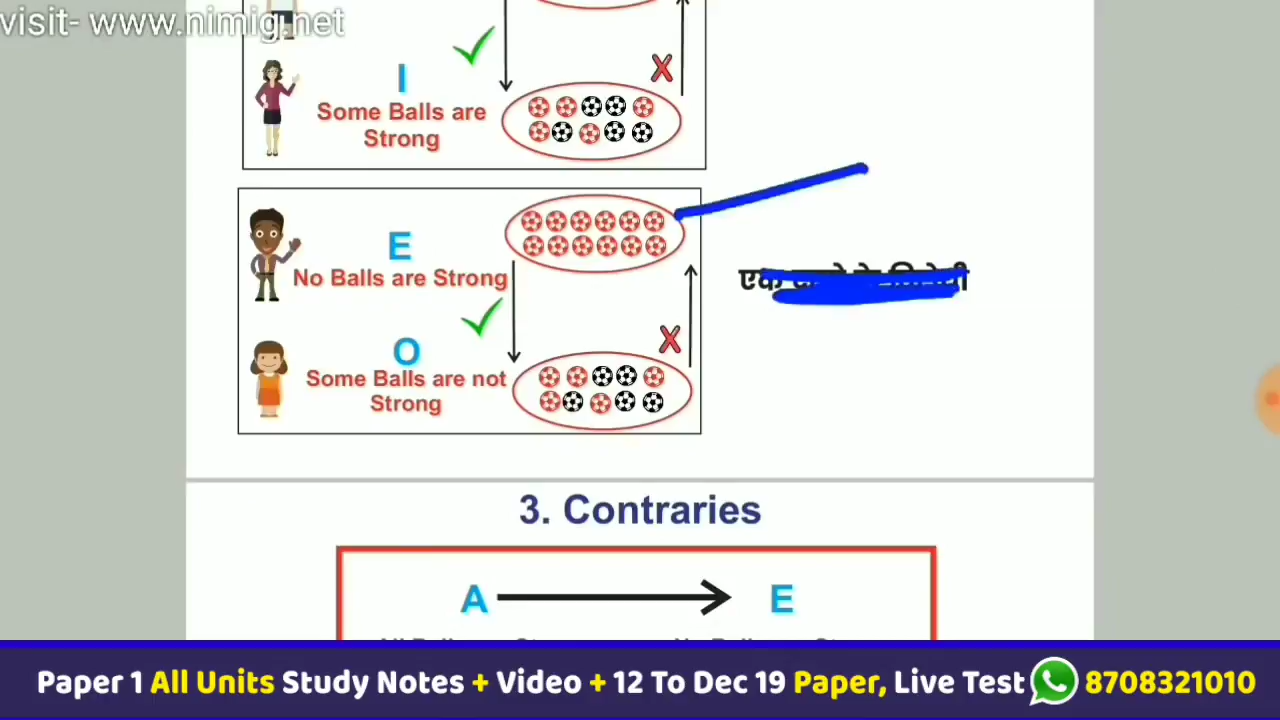 visit- www.nimig.net
I
Some Balls are
Strong
X
E
No Balls are Strong
X
O
Some Balls are not
Strong
3. Contraries
A
E
Paper 1 All Units Study Notes + Video + 12 To Dec 19 Paper, Live Test 8708321010